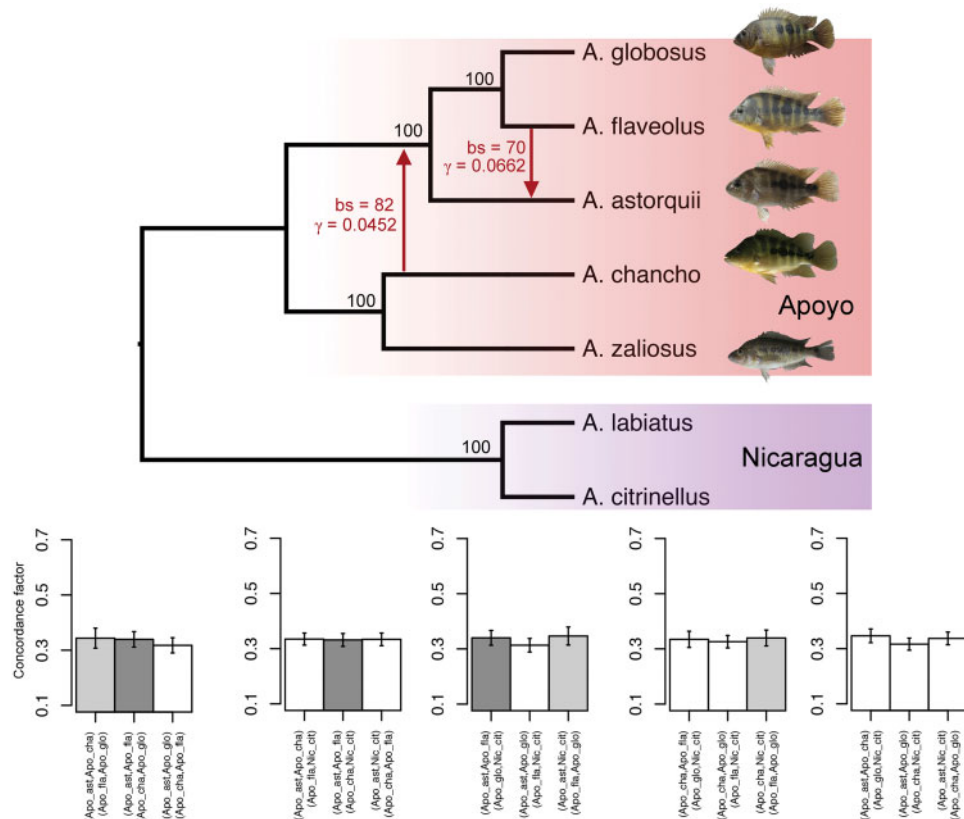 A. globosus
100
A. flaveolus
100
bs = 70
γ = 0.0662
bs = 82
γ = 0.0452
A. astorquii
A. chancho
100
Apoyo
A. zaliosus
A. labiatus
100
Nicaragua
A. citrinellus
Concordance factor
0.1 0.3 0.5 0.7
Apo_ast,Apo_cha)
(Apo_fla,Apo_glo)
(Apo_ast,Apo_fla)
Apo_cha,Apo_glo)
(Apo_ast,Apo_glo)
(Apo_cha,Apo_fla)
0.1 0.3 0.5 0.7
(Apo_ast,Apo_cha)
(Apo_fla,Nic_cit)
(Apo_ast,Apo_fla)
(Apo_cha,Nic_cit)
(Apo_ast,Nic_cit)
(Apo_cha,Apo_fla)
0.1 0.3 0.5 0.7
(Apo_ast,Apo_fla)
(Apo_glo,Nic_cit)
(Apo_ast,Apo_glo)
(Apo_fla,Nic_cit)
(Apo_ast,Nic_cit)
(Apo_fla,Apo_glo)
0.1 0.3 0.5 0.7
(Apo_cha,Apo_fla)
(Apo_glo,Nic_cit)
(Apo_cha,Apo_glo)
(Apo_fla,Nic_cit)
(Apo_cha,Nic_cit)
(Apo_fla,Apo_glo)
0.1 0.3 0.5 0.7
(Apo_ast,Apo_cha)
(Apo_glo,Nic_cit)
(Apo_ast,Apo_glo)
(Apo_cha,Nic_cit)
(Apo_ast,Nic_cit)
(Apo_cha,Apo_glo)